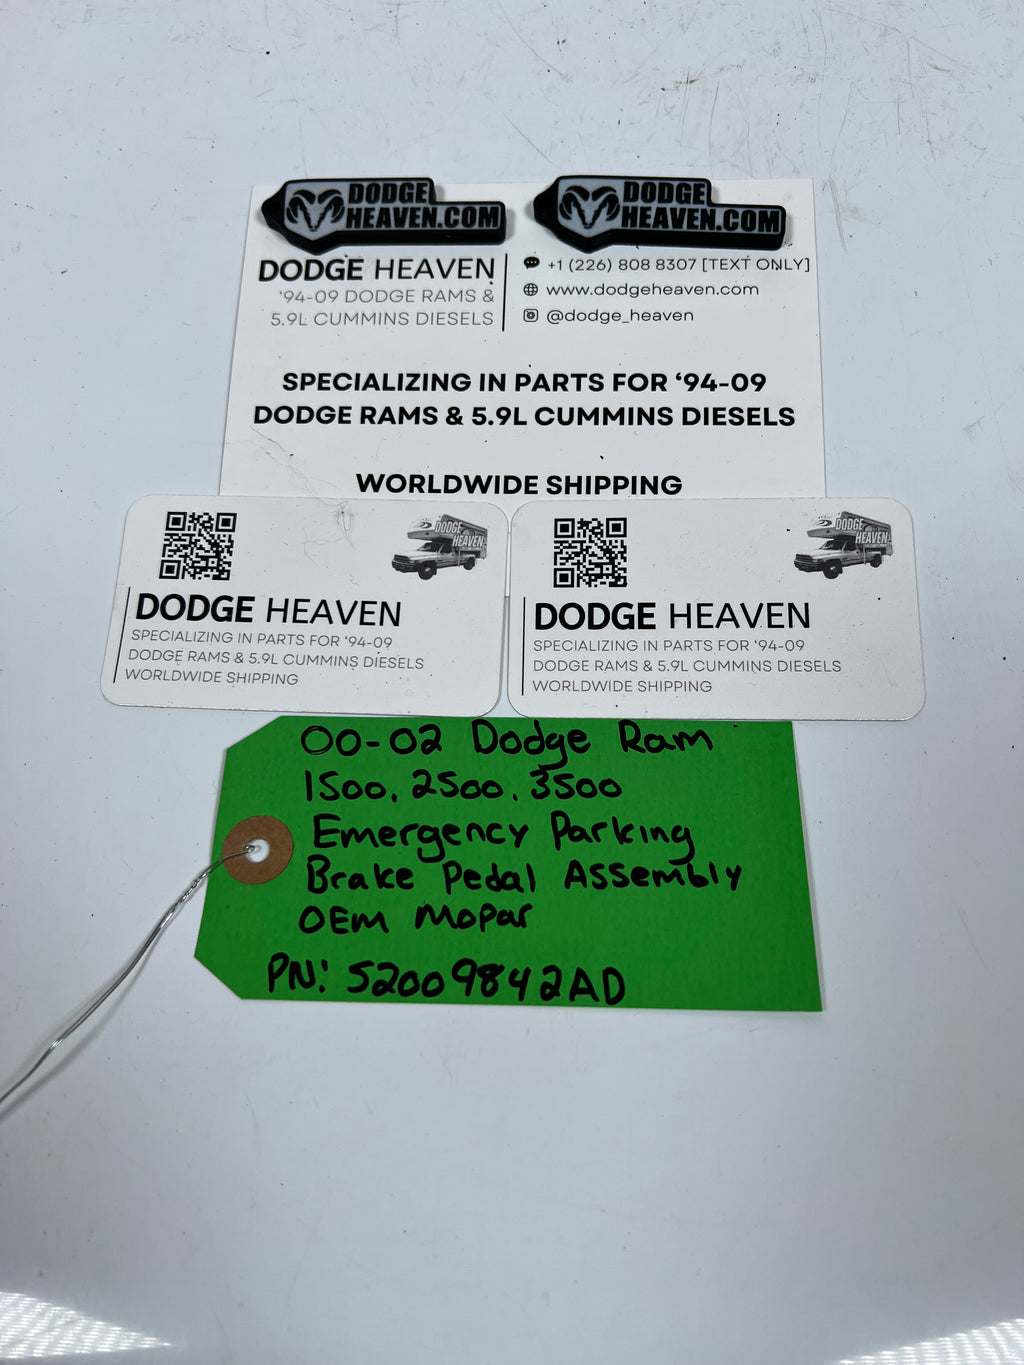 DODGE
HEAVEN.COM
DODGE
HEAVEN.COM
DODGE HEAVEN
'94-09 DODGE RAMS &
5.9L CUMMINS DIESELS
+1 (226) 808 8307 [TEXT ONLY]
www.dodgeheaven.com
@dodge_heaven
SPECIALIZING IN PARTS FOR ‘94-09
DODGE RAMS & 5.9L CUMMINS DIESELS
WORLDWIDE SHIPPING
DODGE
HEAVEN
DODGE HEAVEN
SPECIALIZING IN PARTS FOR ‘94-09
DODGE RAMS & 5.9L CUMMINS DIESELS
WORLDWIDE SHIPPING
DODGE
HEAVEN
DODGE HEAVEN
SPECIALIZING IN PARTS FOR ‘94-09
DODGE RAMS & 5.9L CUMMINS DIESELS
WORLDWIDE SHIPPING
00-02 Dodge Ram
1500, 2500, 3500
Emergency Parking
Brake Pedal Assembly
OEM Mopar
PN: 52009842AD